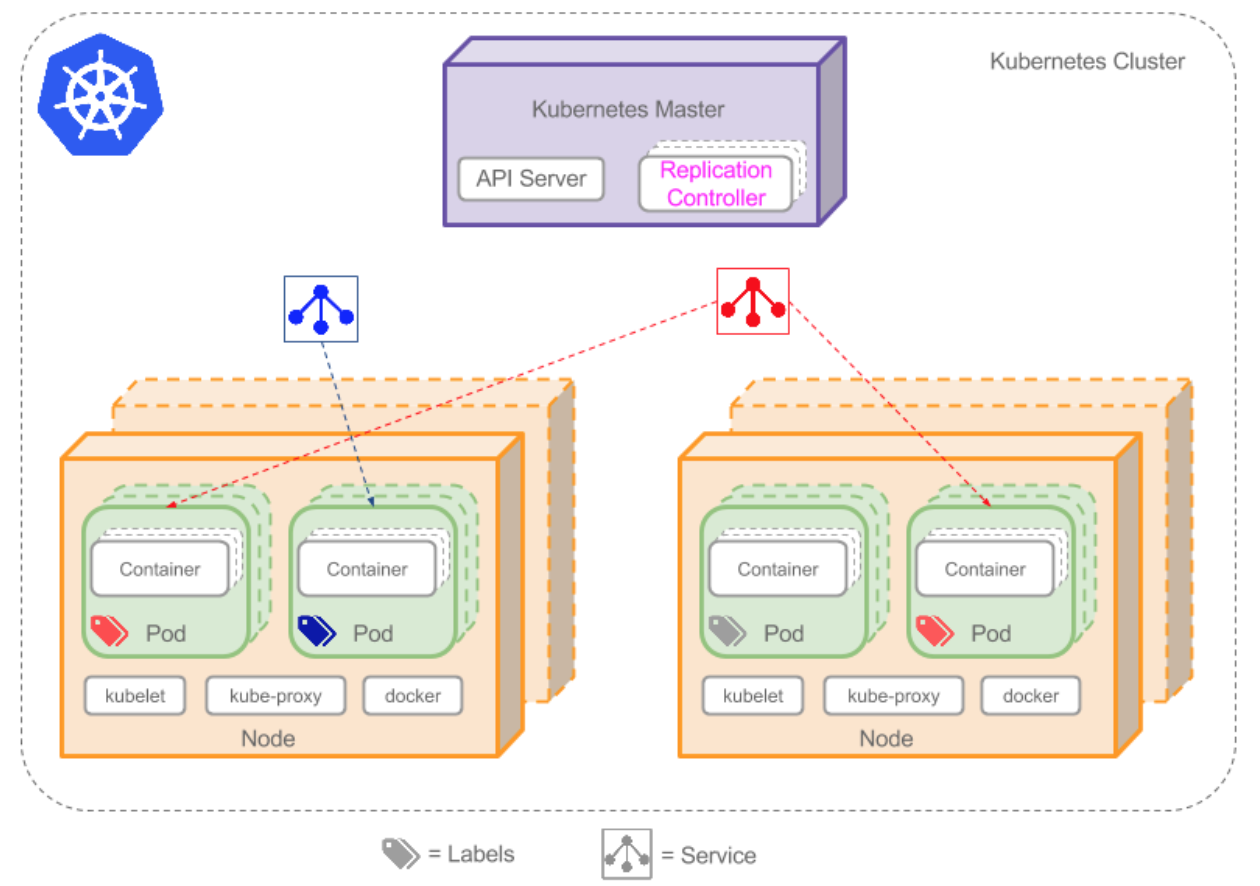 Kubernetes Cluster
Kubernetes Master
API Server
Replication
Controller
Container
Container
Container
Container
Pod
Pod
Pod
Pod
kubelet
kube-proxy
docker
kubelet
kube-proxy
docker
Node
Node
= Labels
= Service